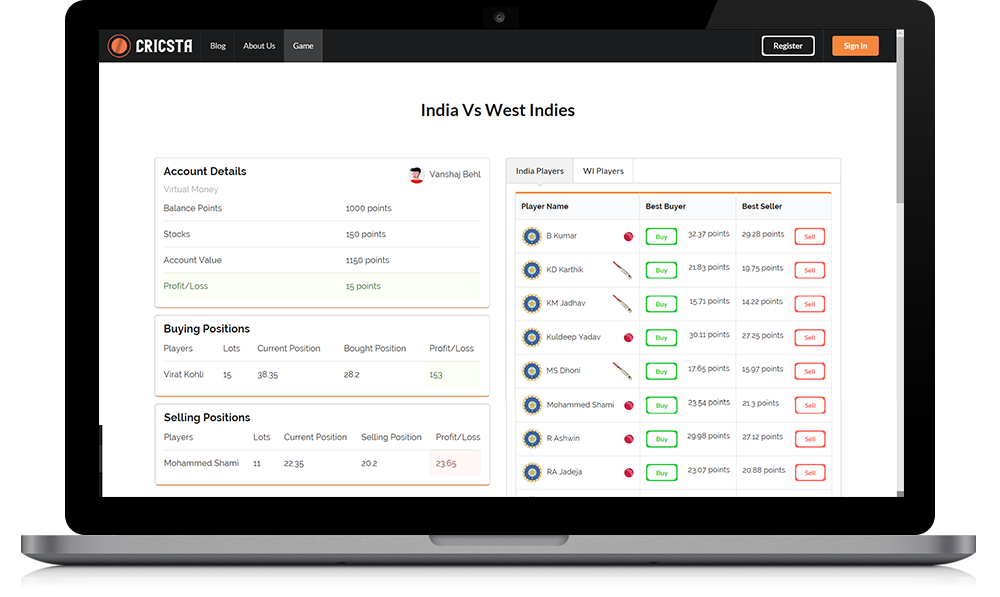 CRICSTA Blog About Us Game Register Sign In
India Vs West Indies
Account Details Vanshaj Behl
Virtual Money
Balance Points 1000 points
Stocks 150 points
Account Value 1150 points
Profit/Loss 15 points
Buying Positions
Players Lots Current Position Bought Position Profit/Loss
Virat Kohli 15 38.35 28.2 153
Selling Positions
Players Lots Current Position Selling Position Profit/Loss
Mohammed Shami 11 22.35 20.2 23.65
India Players WI Players
Player Name Best Buyer Best Seller
B Kumar Buy 32.37 points 29.28 points Sell
KD Karthik Buy 21.83 points 19.75 points Sell
KM Jadhav Buy 15.71 points 14.22 points Sell
Kuldeep Yadav Buy 30.11 points 27.25 points Sell
MS Dhoni Buy 17.65 points 15.97 points Sell
Mohammed Shami Buy 23.54 points 21.3 points Sell
R Ashwin Buy 29.98 points 27.12 points Sell
RA Jadeja Buy 23.07 points 20.88 points Sell